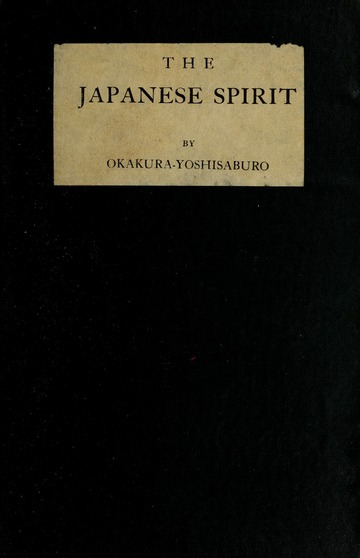 THE
JAPANESE SPIRIT
BY
OKAKURA-YOSHISABURO